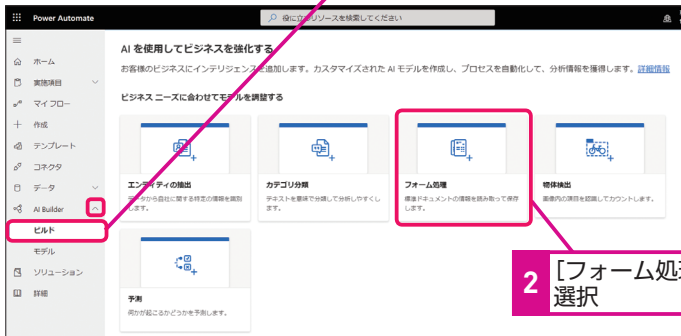 Power Automate
役に立つリソースを検索してください
ホーム
実施項目
マイ フロー
作成
テンプレート
コネクタ
データ
AI Builder
ビルド
モデル
ソリューション
詳細
AI を使用してビジネスを強化する
お客様のビジネスにインテリジェンスを追加します。カスタマイズされた AI モデルを作成し、プロセスを自動化して、分析情報を獲得します。詳細情報
ビジネス ニーズに合わせてモデルを調整する
エンティティの抽出
データから自社に関する特定の情報を識別
します。
カテゴリ分類
テキストを意味で分類して分析しやすくし
ます。
フォーム処理
標準ドキュメントの情報を読み取って保存
します。
物体検出
画像内の項目を認識してカウントします。
予測
何かが起こるかどうかを予測します。
2 [フォーム処
選択